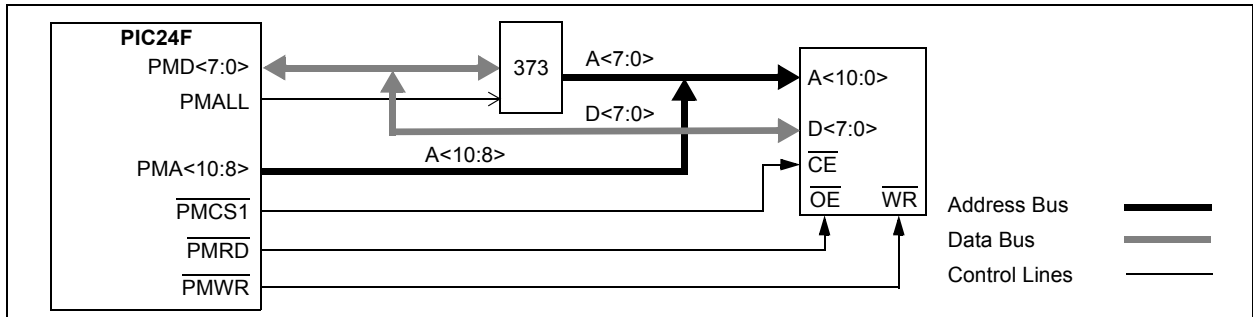 PIC24F
PMD<7:0>
PMALL
PMA<10:8>
PMCS1
PMRD
PMWR
373
A<7:0>
D<7:0>
A<10:8>
A<10:0>
D<7:0>
CE
OE WR
Address Bus
Data Bus
Control Lines